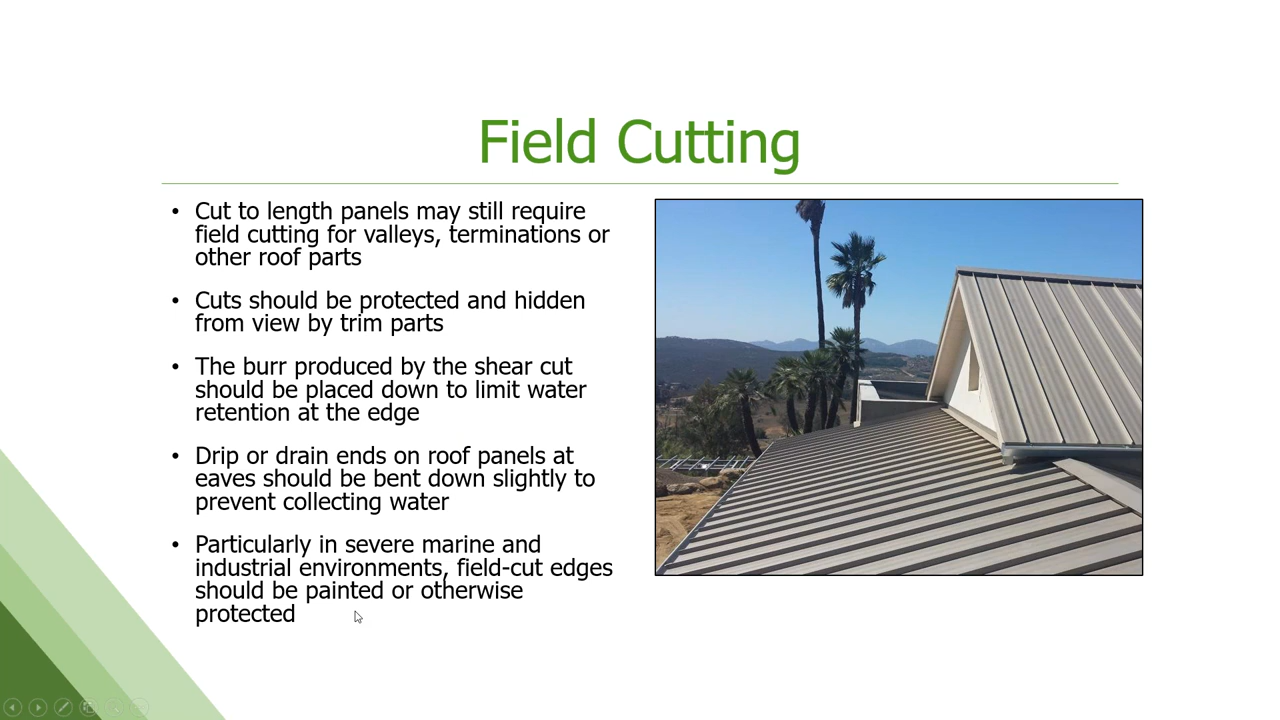 Field Cutting
• Cut to length panels may still require
field cutting for valleys, terminations or
other roof parts
• Cuts should be protected and hidden
from view by trim parts
• The burr produced by the shear cut
should be placed down to limit water
retention at the edge
• Drip or drain ends on roof panels at
eaves should be bent down slightly to
prevent collecting water
• Particularly in severe marine and
industrial environments, field-cut edges
should be painted or otherwise
protected